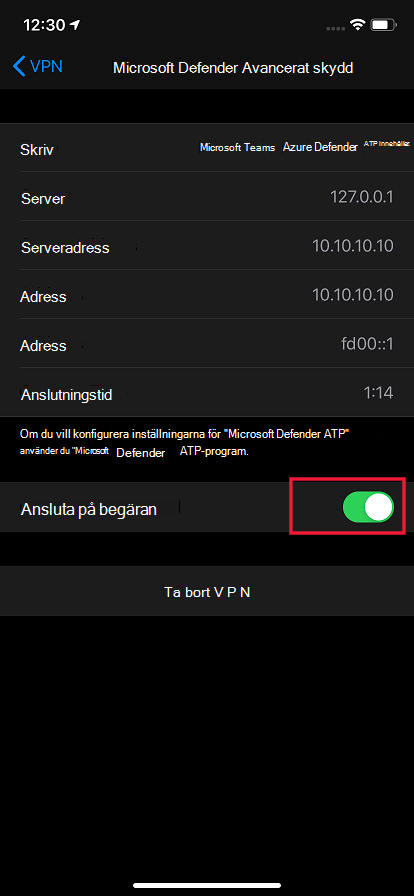 12:30
VPN Microsoft Defender Avancerat skydd
Skriv Microsoft Teams Azure Defender ATP Innehåller
Server 127.0.0.1
Serveradress 10.10.10.10
Adress 10.10.10.10
Adress fd00::1
Anslutningstid 1:14
Om du vill konfigurera inställningarna för "Microsoft Defender ATP"
använder du "Microsoft Defender ATP-program.
Ansluta på begäran
Ta bort V P N